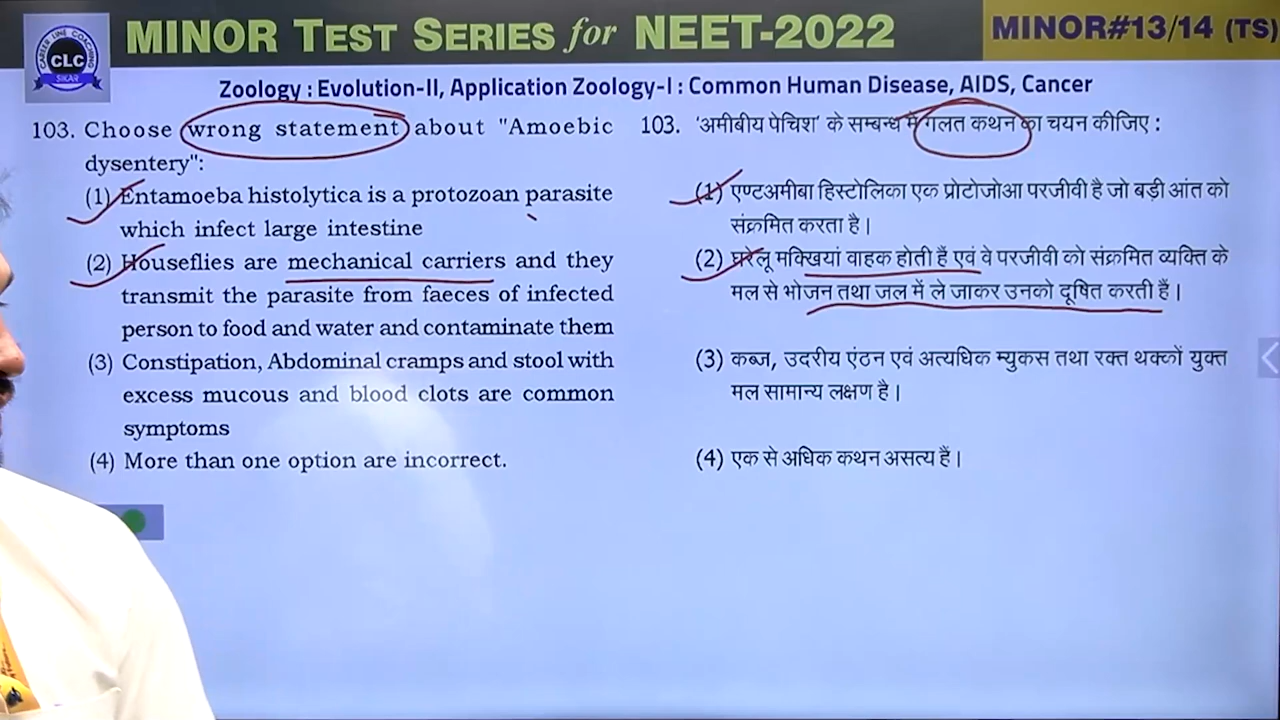 CAREER LINE COACHING
CLC
SIKAR
MINOR TEST SERIES for NEET-2022
MINOR#13/14 (TS)
Zoology : Evolution-II, Application Zoology-I : Common Human Disease, AIDS, Cancer
103. Choose wrong statement about "Amoebic
dysentery":
(1) Entamoeba histolytica is a protozoan parasite
which infect large intestine
(2) Houseflies are mechanical carriers and they
transmit the parasite from faeces of infected
person to food and water and contaminate them
(3) Constipation, Abdominal cramps and stool with
excess mucous and blood clots are common
symptoms
(4) More than one option are incorrect.
103. 'अमीबीय पेचिश' के सम्बन्ध में गलत कथन का चयन कीजिए :
(1) एण्टअमीबा हिस्टोलिका एक प्रोटोजोआ परजीवी है जो बड़ी आंत को
संक्रमित करता है।
(2) घरेलू मक्खियां वाहक होती हैं एवं वे परजीवी को संक्रमित व्यक्ति के
मल से भोजन तथा जल में ले जाकर उनको दूषित करती हैं।
(3) कब्ज, उदरीय एंठन एवं अत्यधिक म्युकस तथा रक्त थक्कों युक्त
मल सामान्य लक्षण है।
(4) एक से अधिक कथन असत्य हैं।